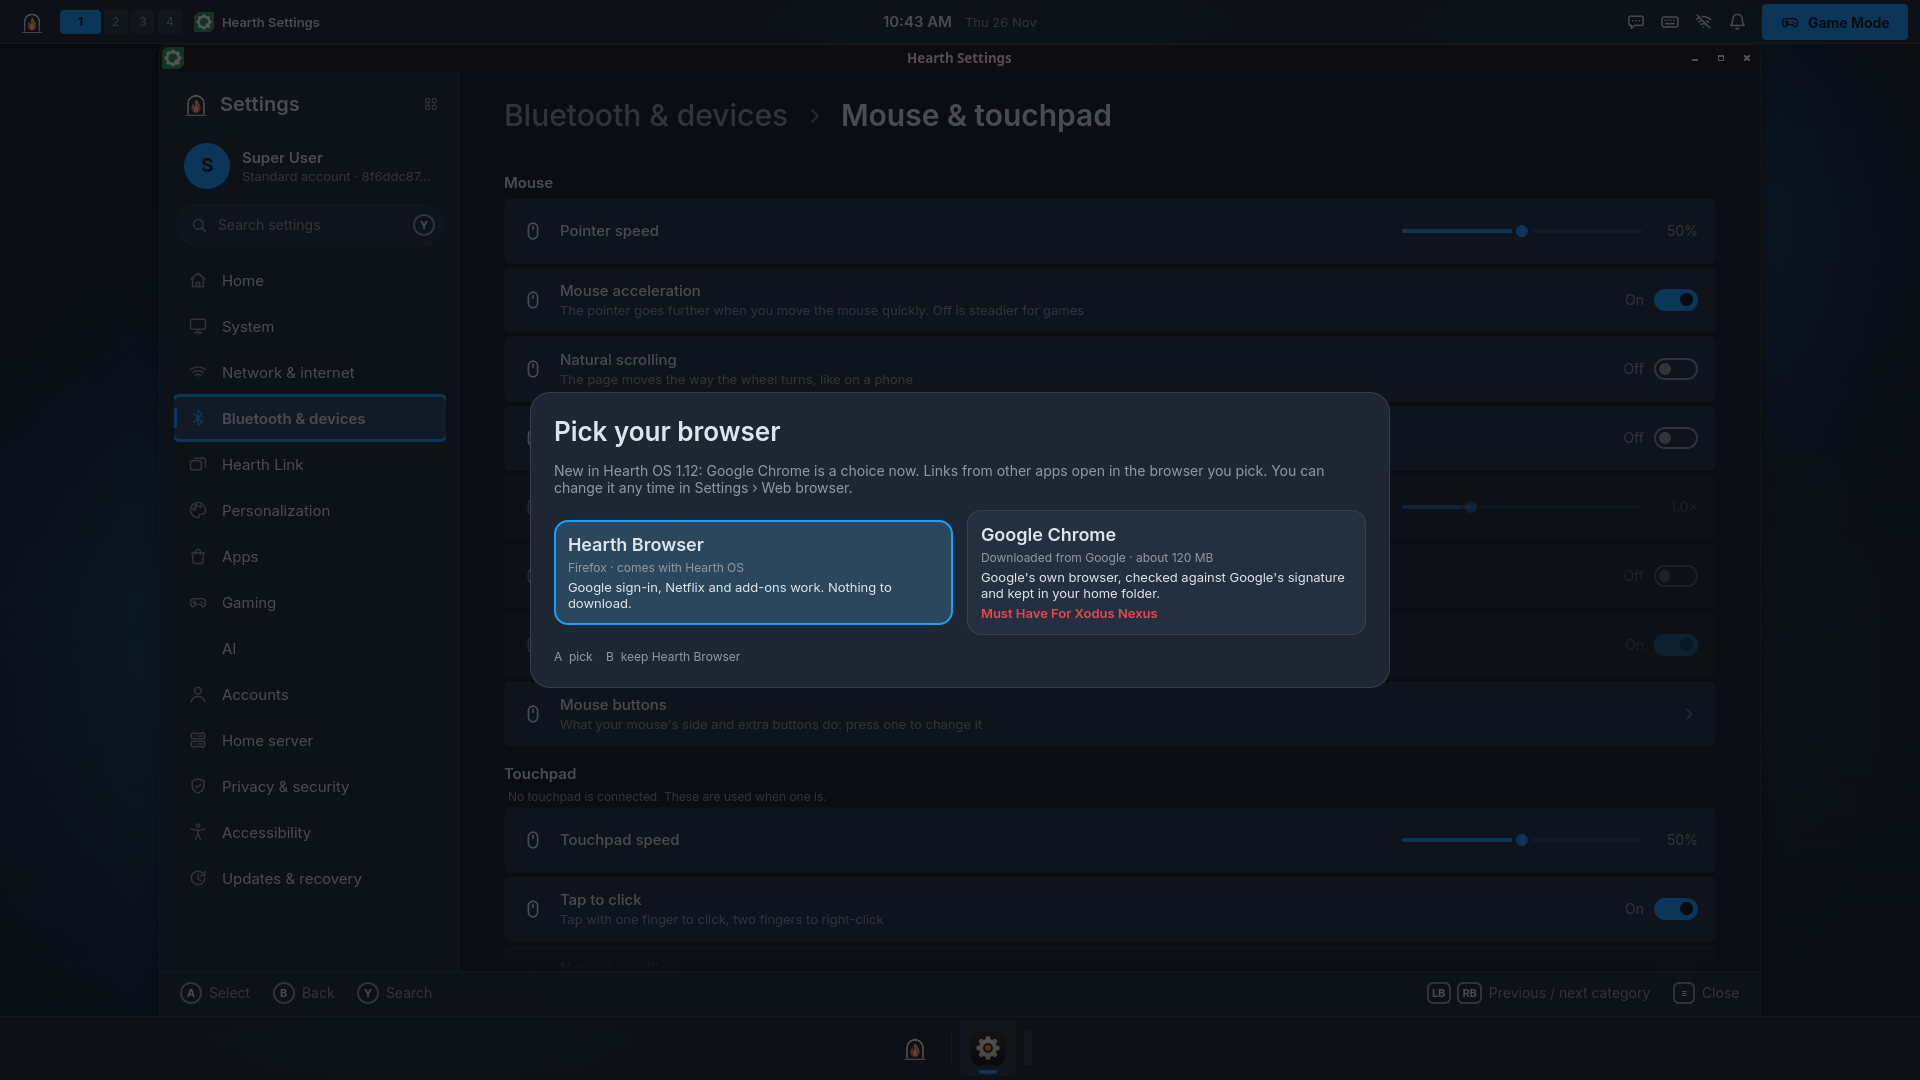 1 2 3 4 Hearth Settings
10:43 AM Thu 26 Nov
Game Mode
Hearth Settings
Settings
S
Super User
Standard account · 8f6ddc87...
Search settings Y
Home
System
Network & internet
Bluetooth & devices
Hearth Link
Personalization
Apps
Gaming
AI
Accounts
Home server
Privacy & security
Accessibility
Updates & recovery
Bluetooth & devices › Mouse & touchpad
Mouse
Pointer speed 50%
Mouse acceleration
The pointer goes further when you move the mouse quickly. Off is steadier for games
On
Natural scrolling
The page moves the way the wheel turns, like on a phone
Off
Off
1.0×
Off
On
Pick your browser
New in Hearth OS 1.12: Google Chrome is a choice now. Links from other apps open in the browser you pick. You can
change it any time in Settings › Web browser.
Hearth Browser
Firefox · comes with Hearth OS
Google sign-in, Netflix and add-ons work. Nothing to
download.
Google Chrome
Downloaded from Google · about 120 MB
Google's own browser, checked against Google's signature
and kept in your home folder.
Must Have For Xodus Nexus
A pick B keep Hearth Browser
Mouse buttons
What your mouse's side and extra buttons do: press one to change it
Touchpad
No touchpad is connected. These are used when one is.
Touchpad speed 50%
Tap to click
Tap with one finger to click, two fingers to right-click
On
A Select B Back Y Search
LB RB Previous / next category Close